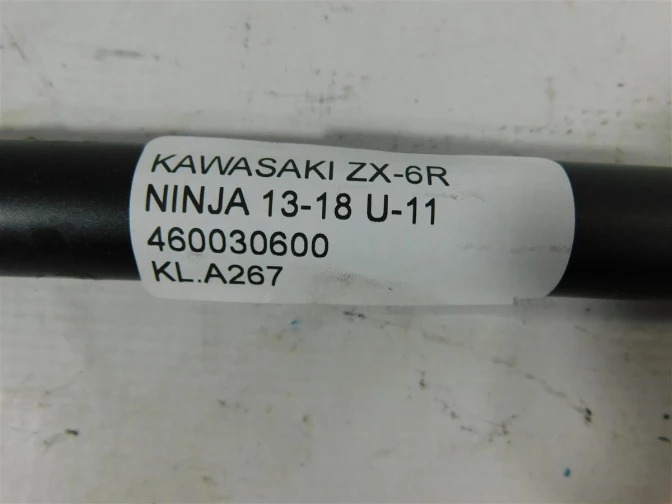 KAWASAKI ZX-6R
NINJA 13-18 U-11
460030600
KL.A267